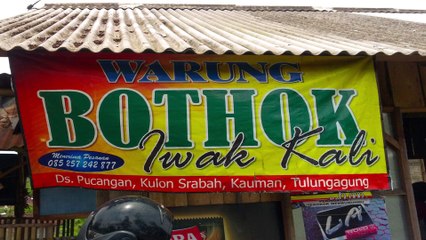 WARUNG
BOTHOK
Iwak Kali
Menerima Pesanan
085 257 242 877
Ds. Pucangan, Kulon Srabah, Kauman, Tulungagung